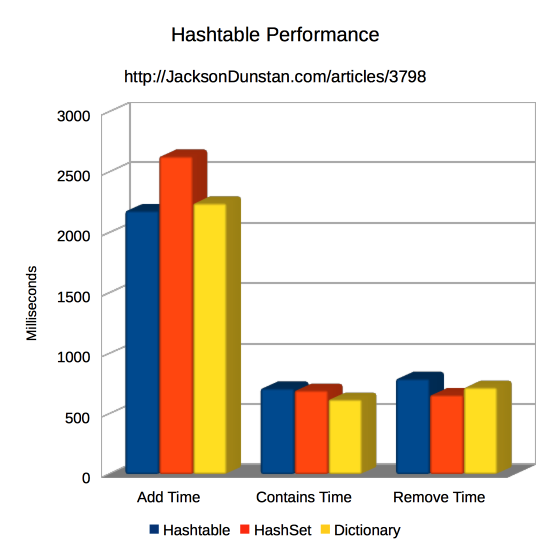 Hashtable Performance
http://JacksonDunstan.com/articles/3798
3000
2500
2000
1500
1000
500
0
Milliseconds
Add Time Contains Time Remove Time
Hashtable HashSet Dictionary